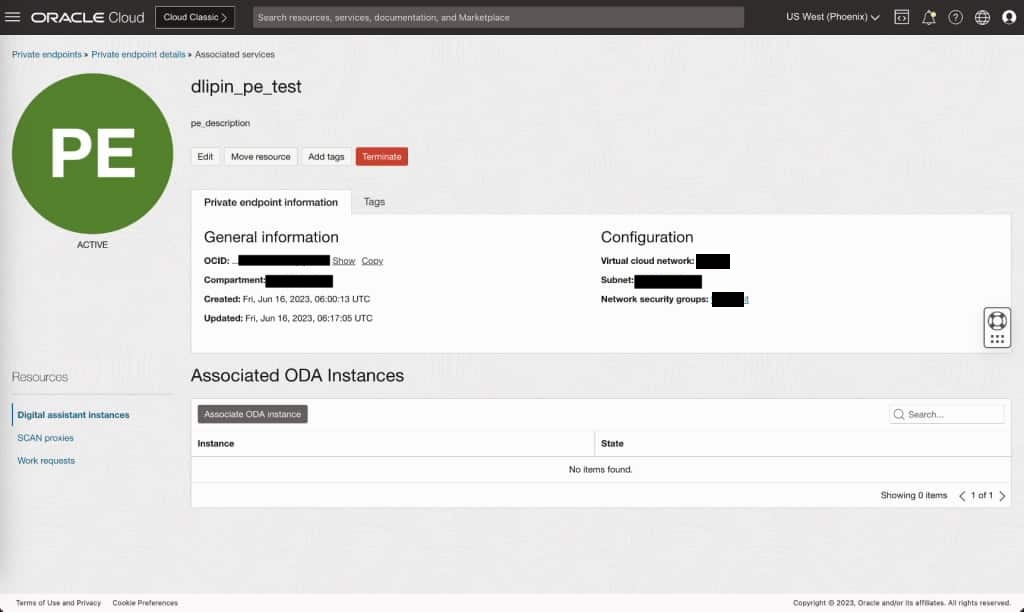 ORACLE Cloud Cloud Classic Search resources, services, documentation, and Marketplace US West (Phoenix)
Private endpoints » Private endpoint details » Associated services
PE
ACTIVE
dlipin_pe_test
pe_description
Edit Move resource Add tags Terminate
Private endpoint information Tags
General information
OCID: ... Show Copy
Compartment:
Created: Fri, Jun 16, 2023, 06:00:13 UTC
Updated: Fri, Jun 16, 2023, 06:17:05 UTC
Configuration
Virtual cloud network:
Subnet:
Network security groups:
Resources
Digital assistant instances
SCAN proxies
Work requests
Associated ODA Instances
Associate ODA instance Search...
Instance State
No items found.
Showing 0 items 1 of 1
Terms of Use and Privacy Cookie Preferences Copyright © 2023, Oracle and/or its affiliates. All rights reserved.